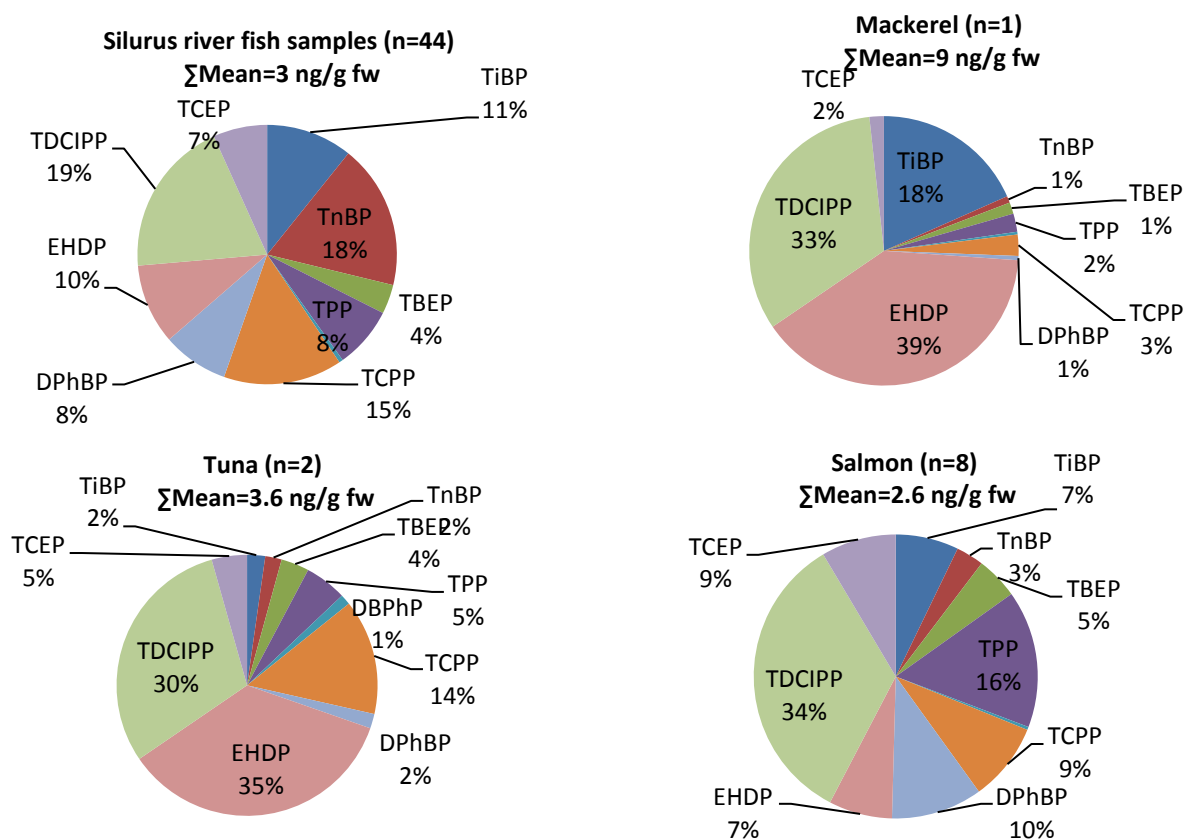 Silurus river fish samples (n=44)
∑Mean=3 ng/g fw
TiBP
11%
TnBP
18%
TBEP
4%
TPP
8%
TCPP
15%
DPhBP
8%
EHDP
10%
TDCIPP
19%
TCEP
7%
Mackerel (n=1)
∑Mean=9 ng/g fw
TiBP
18%
TnBP
1%
TBEP
1%
TPP
2%
TCPP
3%
DPhBP
1%
EHDP
39%
TDCIPP
33%
TCEP
2%
Tuna (n=2)
∑Mean=3.6 ng/g fw
TiBP
2%
TnBP
2%
TBEP
4%
TPP
5%
DBPhP
1%
TCPP
14%
DPhBP
2%
EHDP
35%
TDCIPP
30%
TCEP
5%
Salmon (n=8)
∑Mean=2.6 ng/g fw
TiBP
7%
TnBP
3%
TBEP
5%
TPP
16%
TCPP
9%
DPhBP
10%
EHDP
7%
TDCIPP
34%
TCEP
9%